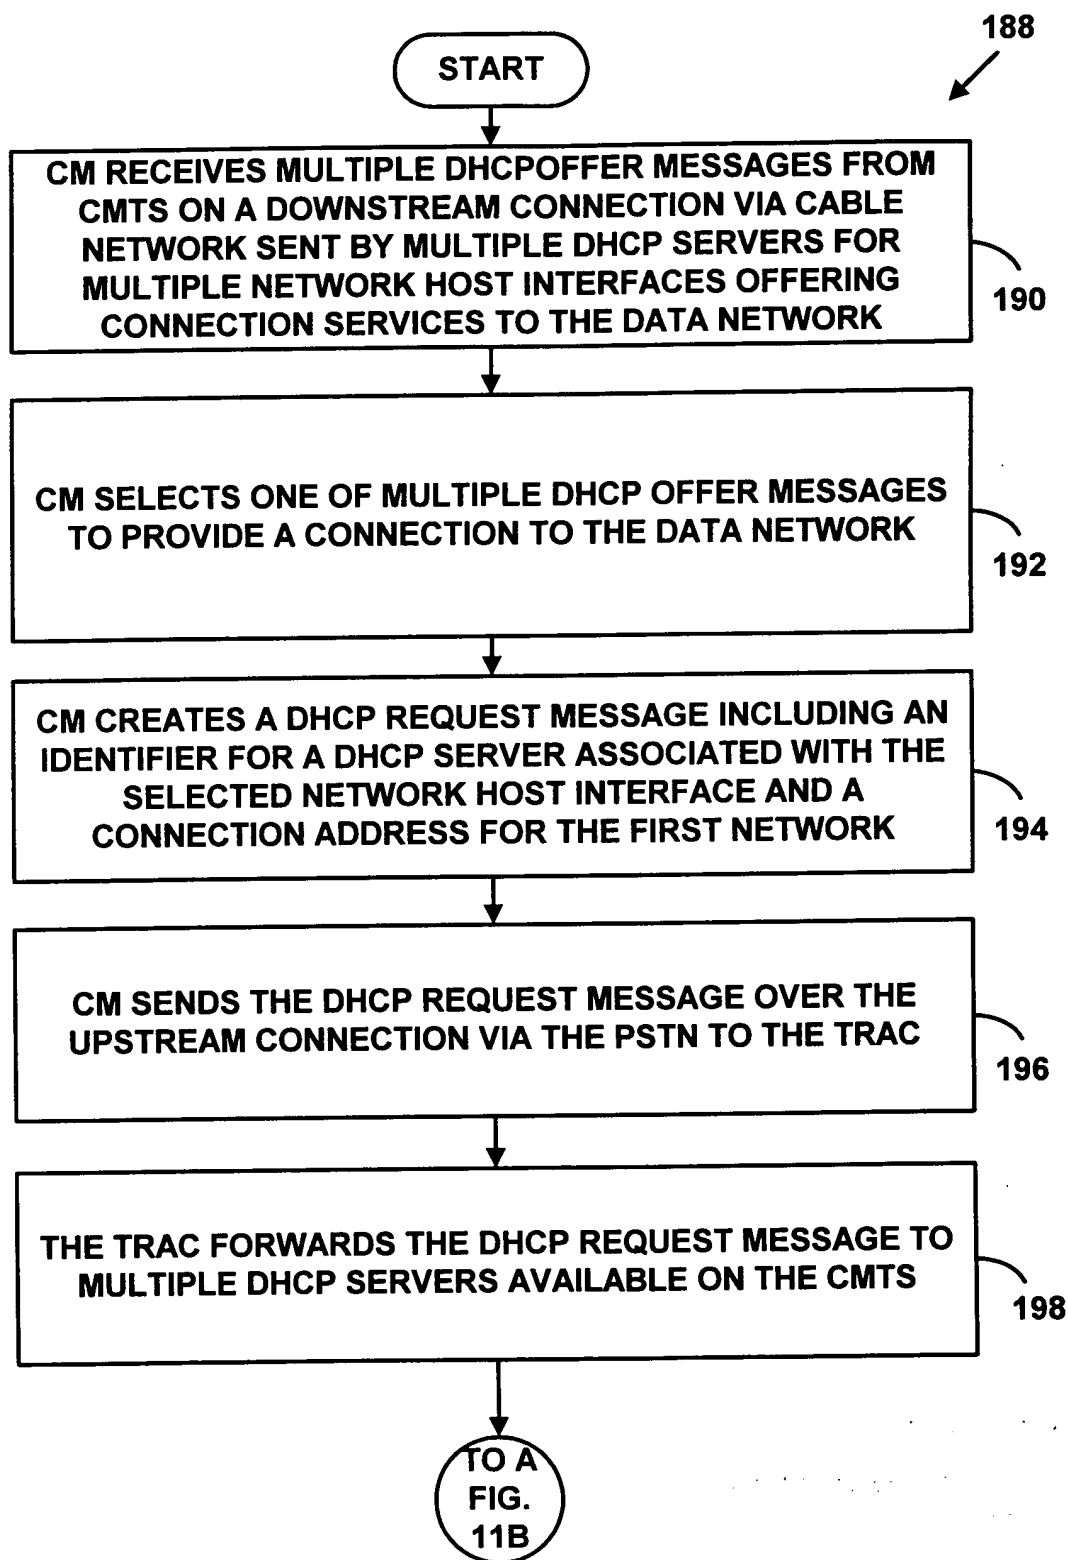 188
START
CM RECEIVES MULTIPLE DHCPOFFER MESSAGES FROM
CMTS ON A DOWNSTREAM CONNECTION VIA CABLE
NETWORK SENT BY MULTIPLE DHCP SERVERS FOR
MULTIPLE NETWORK HOST INTERFACES OFFERING
CONNECTION SERVICES TO THE DATA NETWORK
190
CM SELECTS ONE OF MULTIPLE DHCP OFFER MESSAGES
TO PROVIDE A CONNECTION TO THE DATA NETWORK
192
CM CREATES A DHCP REQUEST MESSAGE INCLUDING AN
IDENTIFIER FOR A DHCP SERVER ASSOCIATED WITH THE
SELECTED NETWORK HOST INTERFACE AND A
CONNECTION ADDRESS FOR THE FIRST NETWORK
194
CM SENDS THE DHCP REQUEST MESSAGE OVER THE
UPSTREAM CONNECTION VIA THE PSTN TO THE TRAC
196
THE TRAC FORWARDS THE DHCP REQUEST MESSAGE TO
MULTIPLE DHCP SERVERS AVAILABLE ON THE CMTS
198
TO A
FIG.
11B